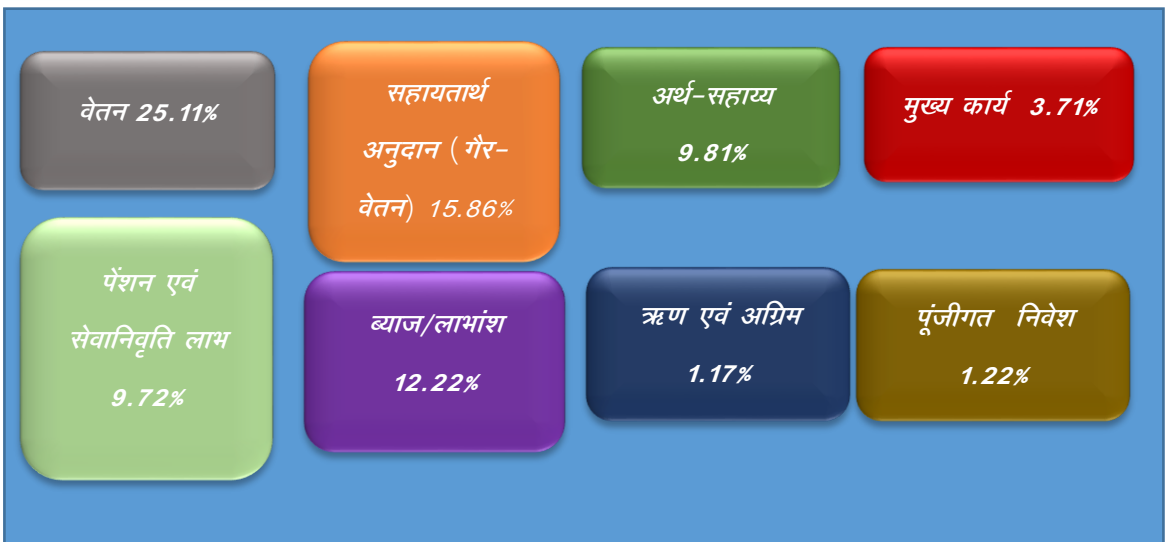 वेतन 25.11%
सहायतार्थ
अनुदान (गैर-
वेतन) 15.86%
अर्थ-सहाय्य
9.81%
मुख्य कार्य 3.71%
पेंशन एवं
सेवानिवृति लाभ
9.72%
ब्याज/लाभांश
12.22%
ऋण एवं अग्रिम
1.17%
पूंजीगत निवेश
1.22%